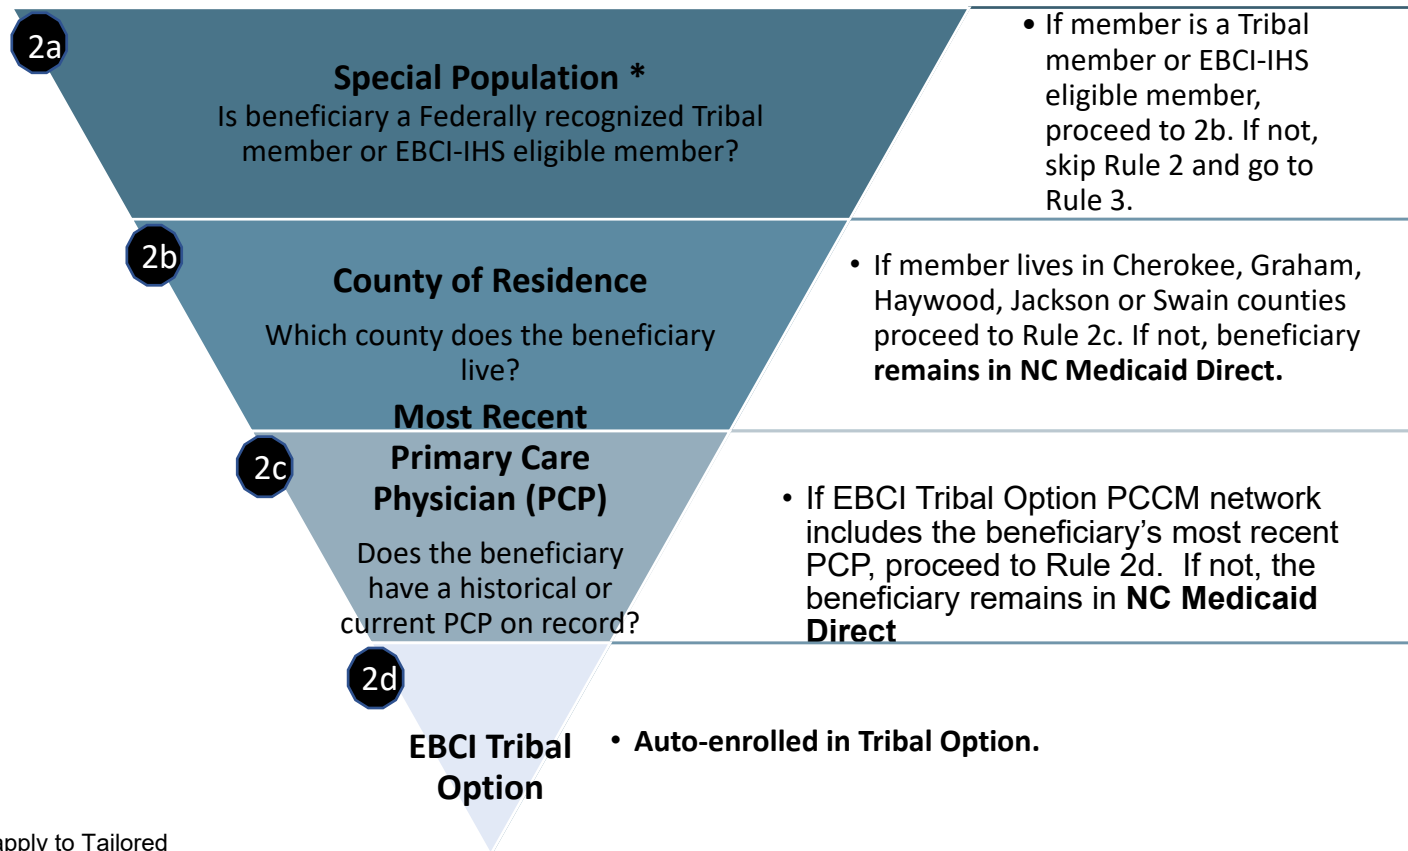 2a
Special Population *
Is beneficiary a Federally recognized Tribal
member or EBCI-IHS eligible member?
• If member is a Tribal
member or EBCI-IHS
eligible member,
proceed to 2b. If not,
skip Rule 2 and go to
Rule 3.
2b
County of Residence
Which county does the beneficiary
live?
• If member lives in Cherokee, Graham,
Haywood, Jackson or Swain counties
proceed to Rule 2c. If not, beneficiary
remains in NC Medicaid Direct.
2c
Most Recent
Primary Care
Physician (PCP)
Does the beneficiary
have a historical or
current PCP on record?
• If EBCI Tribal Option PCCM network
includes the beneficiary’s most recent
PCP, proceed to Rule 2d.  If not, the
beneficiary remains in NC Medicaid
Direct
2d
EBCI Tribal
Option
• Auto-enrolled in Tribal Option.
apply to Tailored